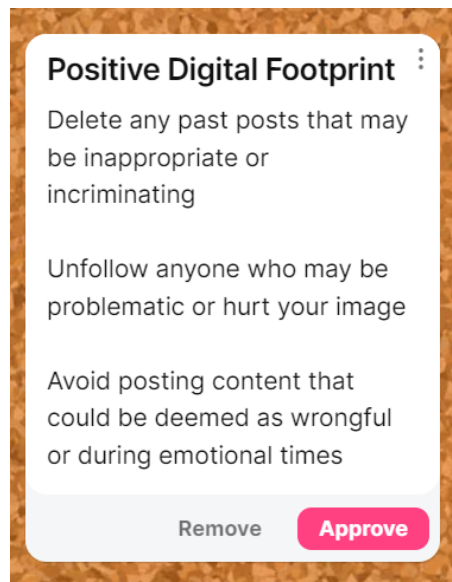 Positive Digital Footprint
Delete any past posts that may
be inappropriate or
incriminating
Unfollow anyone who may be
problematic or hurt your image
Avoid posting content that
could be deemed as wrongful
or during emotional times
Remove
Approve